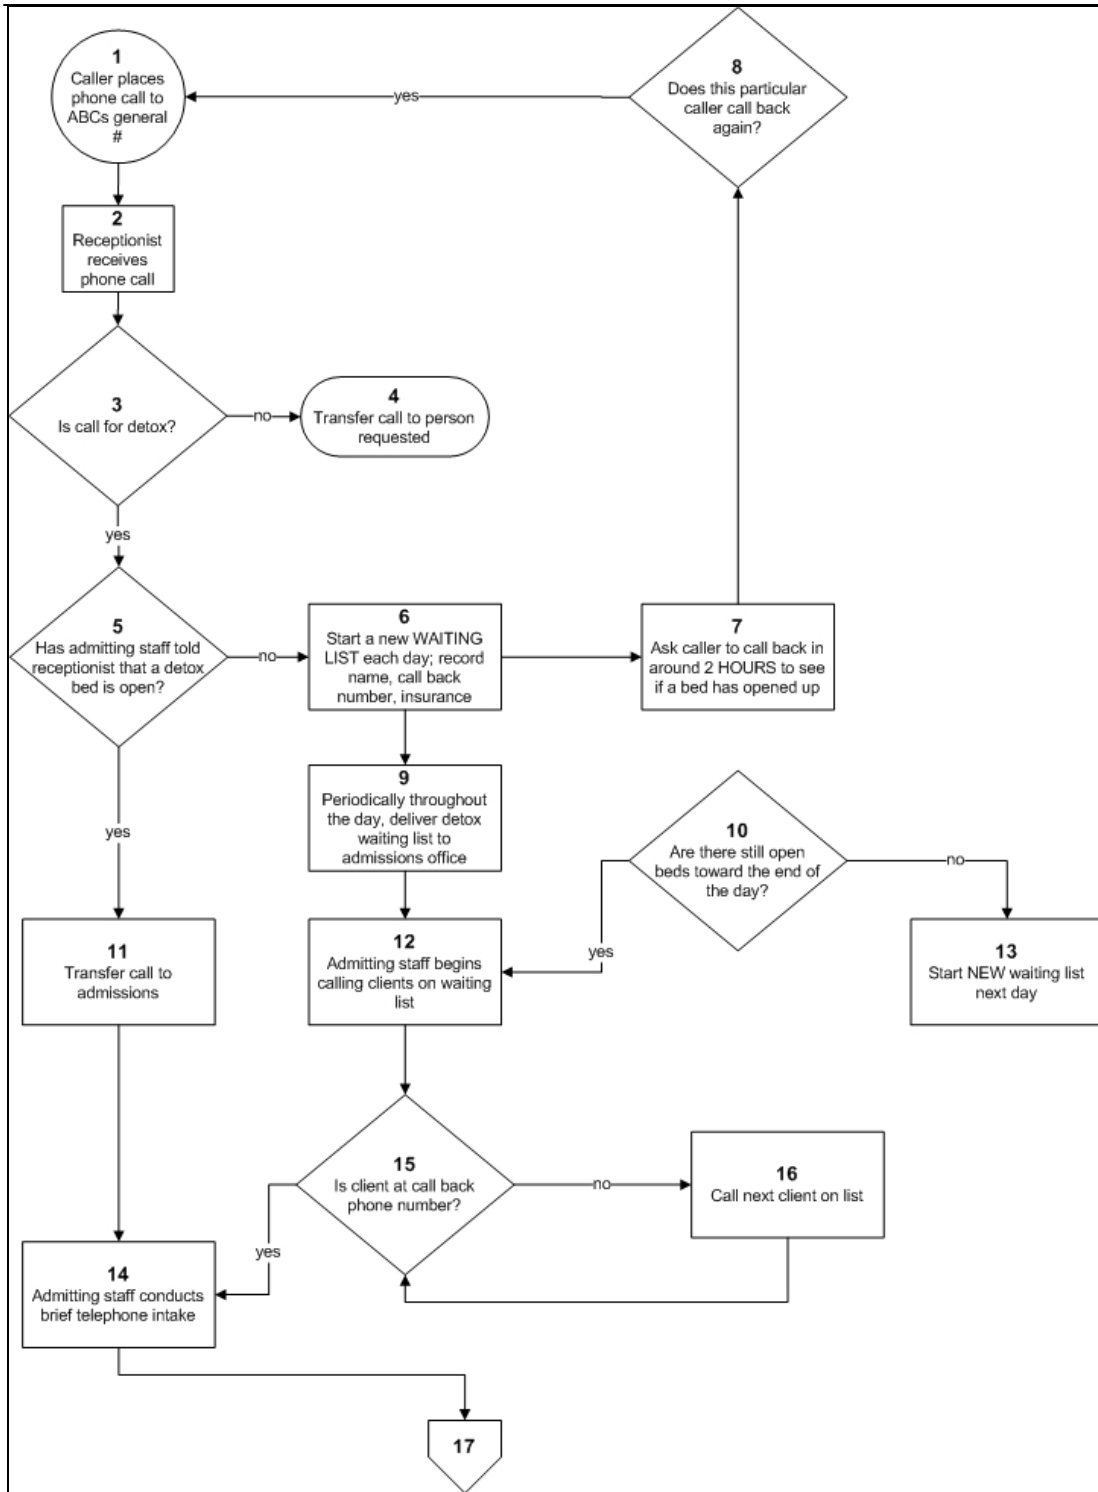 1
Caller places
phone call to
ABCs general
#
8
Does this particular
caller call back
again?
yes
2
Receptionist
receives
phone call
3
Is call for detox?
no
4
Transfer call to person
requested
yes
5
Has admitting staff told
receptionist that a detox
bed is open?
no
6
Start a new WAITING
LIST each day; record
name, call back
number, insurance
7
Ask caller to call back in
around 2 HOURS to see
if a bed has opened up
yes
9
Periodically throughout
the day, deliver detox
waiting list to
admissions office
10
Are there still open
beds toward the end of
the day?
yes
no
11
Transfer call to
admissions
12
Admitting staff begins
calling clients on waiting
list
13
Start NEW waiting list
next day
15
Is client at call back
phone number?
no
16
Call next client on list
yes
14
Admitting staff conducts
brief telephone intake
17